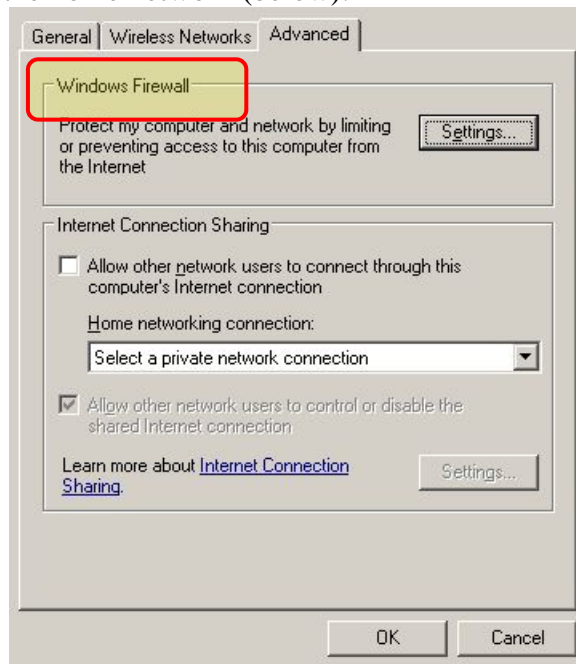 General Wireless Networks Advanced
Windows Firewall
Protect my computer and network by limiting
or preventing access to this computer from
the Internet
Settings...
Internet Connection Sharing
Allow other network users to connect through this
computer's Internet connection
Home networking connection:
Select a private network connection
Allow other network users to control or disable the
shared Internet connection
Learn more about Internet Connection
Sharing.
Settings...
OK Cancel